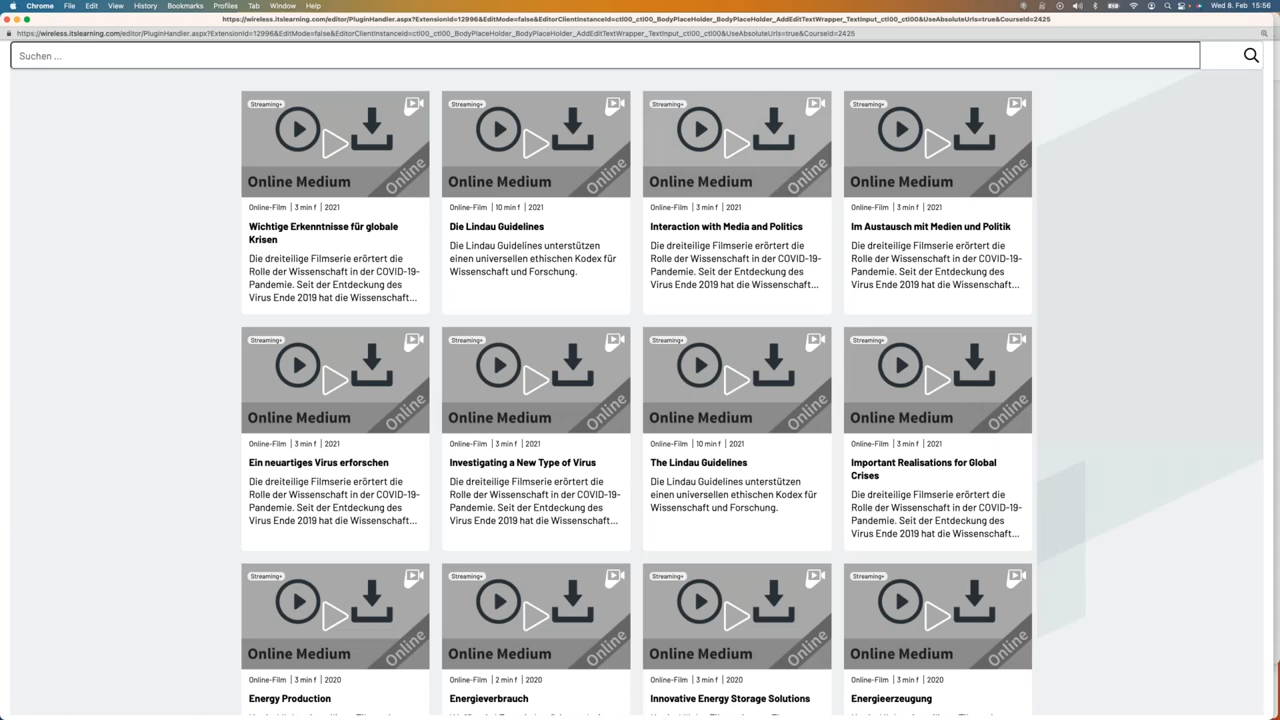 Chrome File Edit View History Bookmarks Profiles Tab Window Help
Wed 8. Feb 15:56
https://wireless.itslearning.com/editor/PluginHandler.aspx?ExtensionId=12996&EditMode=false&EditorClientInstanceId=ctl00_ctl00_BodyPlaceHolder_BodyPlaceHolder_AddEditTextWrapper_TextInput_ctl00_ctl00&UseAbsoluteUrls=true&CourseId=2425
https://wireless.itslearning.com/editor/PluginHandler.aspx?ExtensionId=12996&EditMode=false&EditorClientInstanceId=ctl00_ctl00_BodyPlaceHolder_BodyPlaceHolder_AddEditTextWrapper_TextInput_ctl00_ctl00&UseAbsoluteUrls=true&CourseId=2425
Suchen ...
Streaming+
Online Medium
Online
Online-Film | 3 min f | 2021
Wichtige Erkenntnisse für globale
Krisen
Die dreiteilige Filmserie erörtert die
Rolle der Wissenschaft in der COVID-19-
Pandemie. Seit der Entdeckung des
Virus Ende 2019 hat die Wissenschaft...
Streaming+
Online Medium
Online
Online-Film | 10 min f | 2021
Die Lindau Guidelines
Die Lindau Guidelines unterstützen
einen universellen ethischen Kodex für
Wissenschaft und Forschung.
Streaming+
Online Medium
Online
Online-Film | 3 min f | 2021
Interaction with Media and Politics
Die dreiteilige Filmserie erörtert die
Rolle der Wissenschaft in der COVID-19-
Pandemie. Seit der Entdeckung des
Virus Ende 2019 hat die Wissenschaft...
Streaming+
Online Medium
Online
Online-Film | 3 min f | 2021
Im Austausch mit Medien und Politik
Die dreiteilige Filmserie erörtert die
Rolle der Wissenschaft in der COVID-19-
Pandemie. Seit der Entdeckung des
Virus Ende 2019 hat die Wissenschaft...
Streaming+
Online Medium
Online
Online-Film | 3 min f | 2021
Ein neuartiges Virus erforschen
Die dreiteilige Filmserie erörtert die
Rolle der Wissenschaft in der COVID-19-
Pandemie. Seit der Entdeckung des
Virus Ende 2019 hat die Wissenschaft...
Streaming+
Online Medium
Online
Online-Film | 3 min f | 2021
Investigating a New Type of Virus
Die dreiteilige Filmserie erörtert die
Rolle der Wissenschaft in der COVID-19-
Pandemie. Seit der Entdeckung des
Virus Ende 2019 hat die Wissenschaft...
Streaming+
Online Medium
Online
Online-Film | 10 min f | 2021
The Lindau Guidelines
Die Lindau Guidelines unterstützen
einen universellen ethischen Kodex für
Wissenschaft und Forschung.
Streaming+
Online Medium
Online
Online-Film | 3 min f | 2021
Important Realisations for Global
Crises
Die dreiteilige Filmserie erörtert die
Rolle der Wissenschaft in der COVID-19-
Pandemie. Seit der Entdeckung des
Virus Ende 2019 hat die Wissenschaft...
Streaming+
Online Medium
Online
Online-Film | 3 min f | 2020
Energy Production
Streaming+
Online Medium
Online
Online-Film | 2 min f | 2020
Energieverbrauch
Streaming+
Online Medium
Online
Online-Film | 3 min f | 2020
Innovative Energy Storage Solutions
Streaming+
Online Medium
Online
Online-Film | 3 min f | 2020
Energieerzeugung